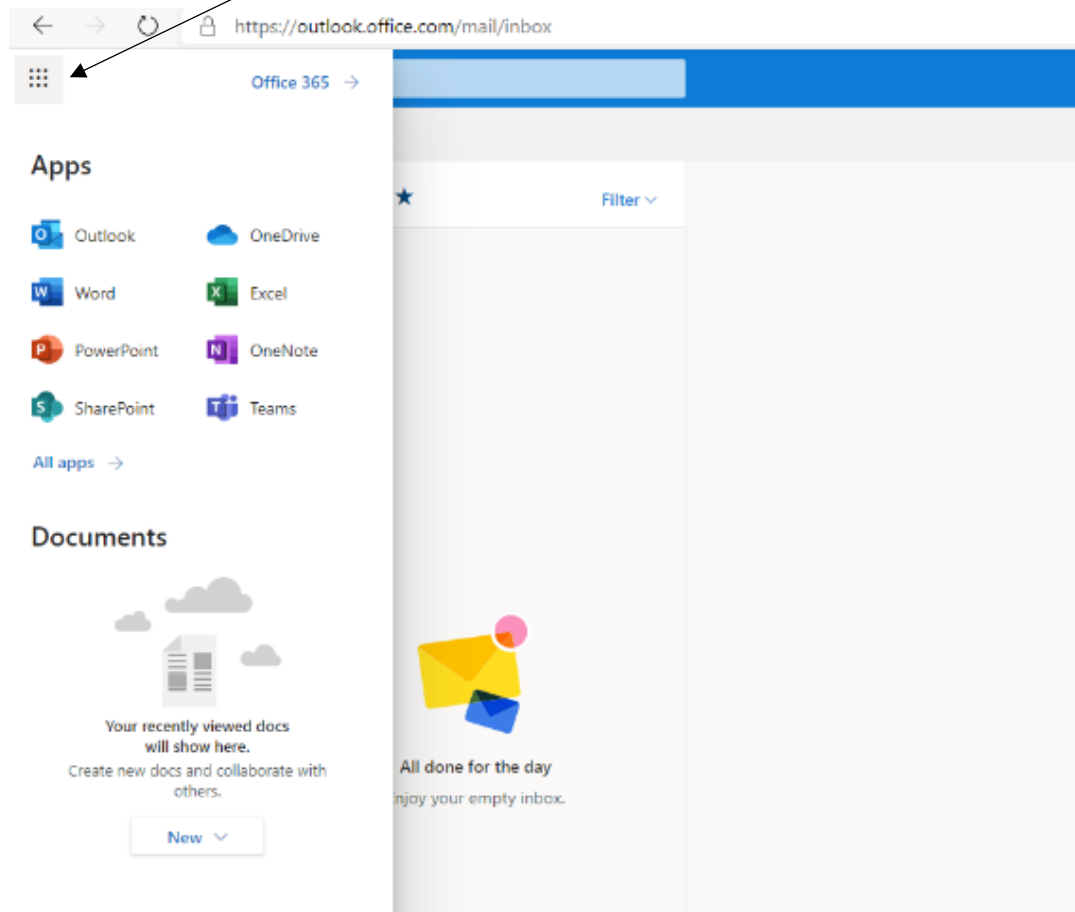 https://outlook.office.com/mail/inbox
Office 365 →
Apps
★
Filter
Outlook OneDrive
Word Excel
PowerPoint OneNote
SharePoint Teams
All apps →
Documents
Your recently viewed docs
will show here.
Create new docs and collaborate with
others.
New
All done for the day
njoy your empty inbox.